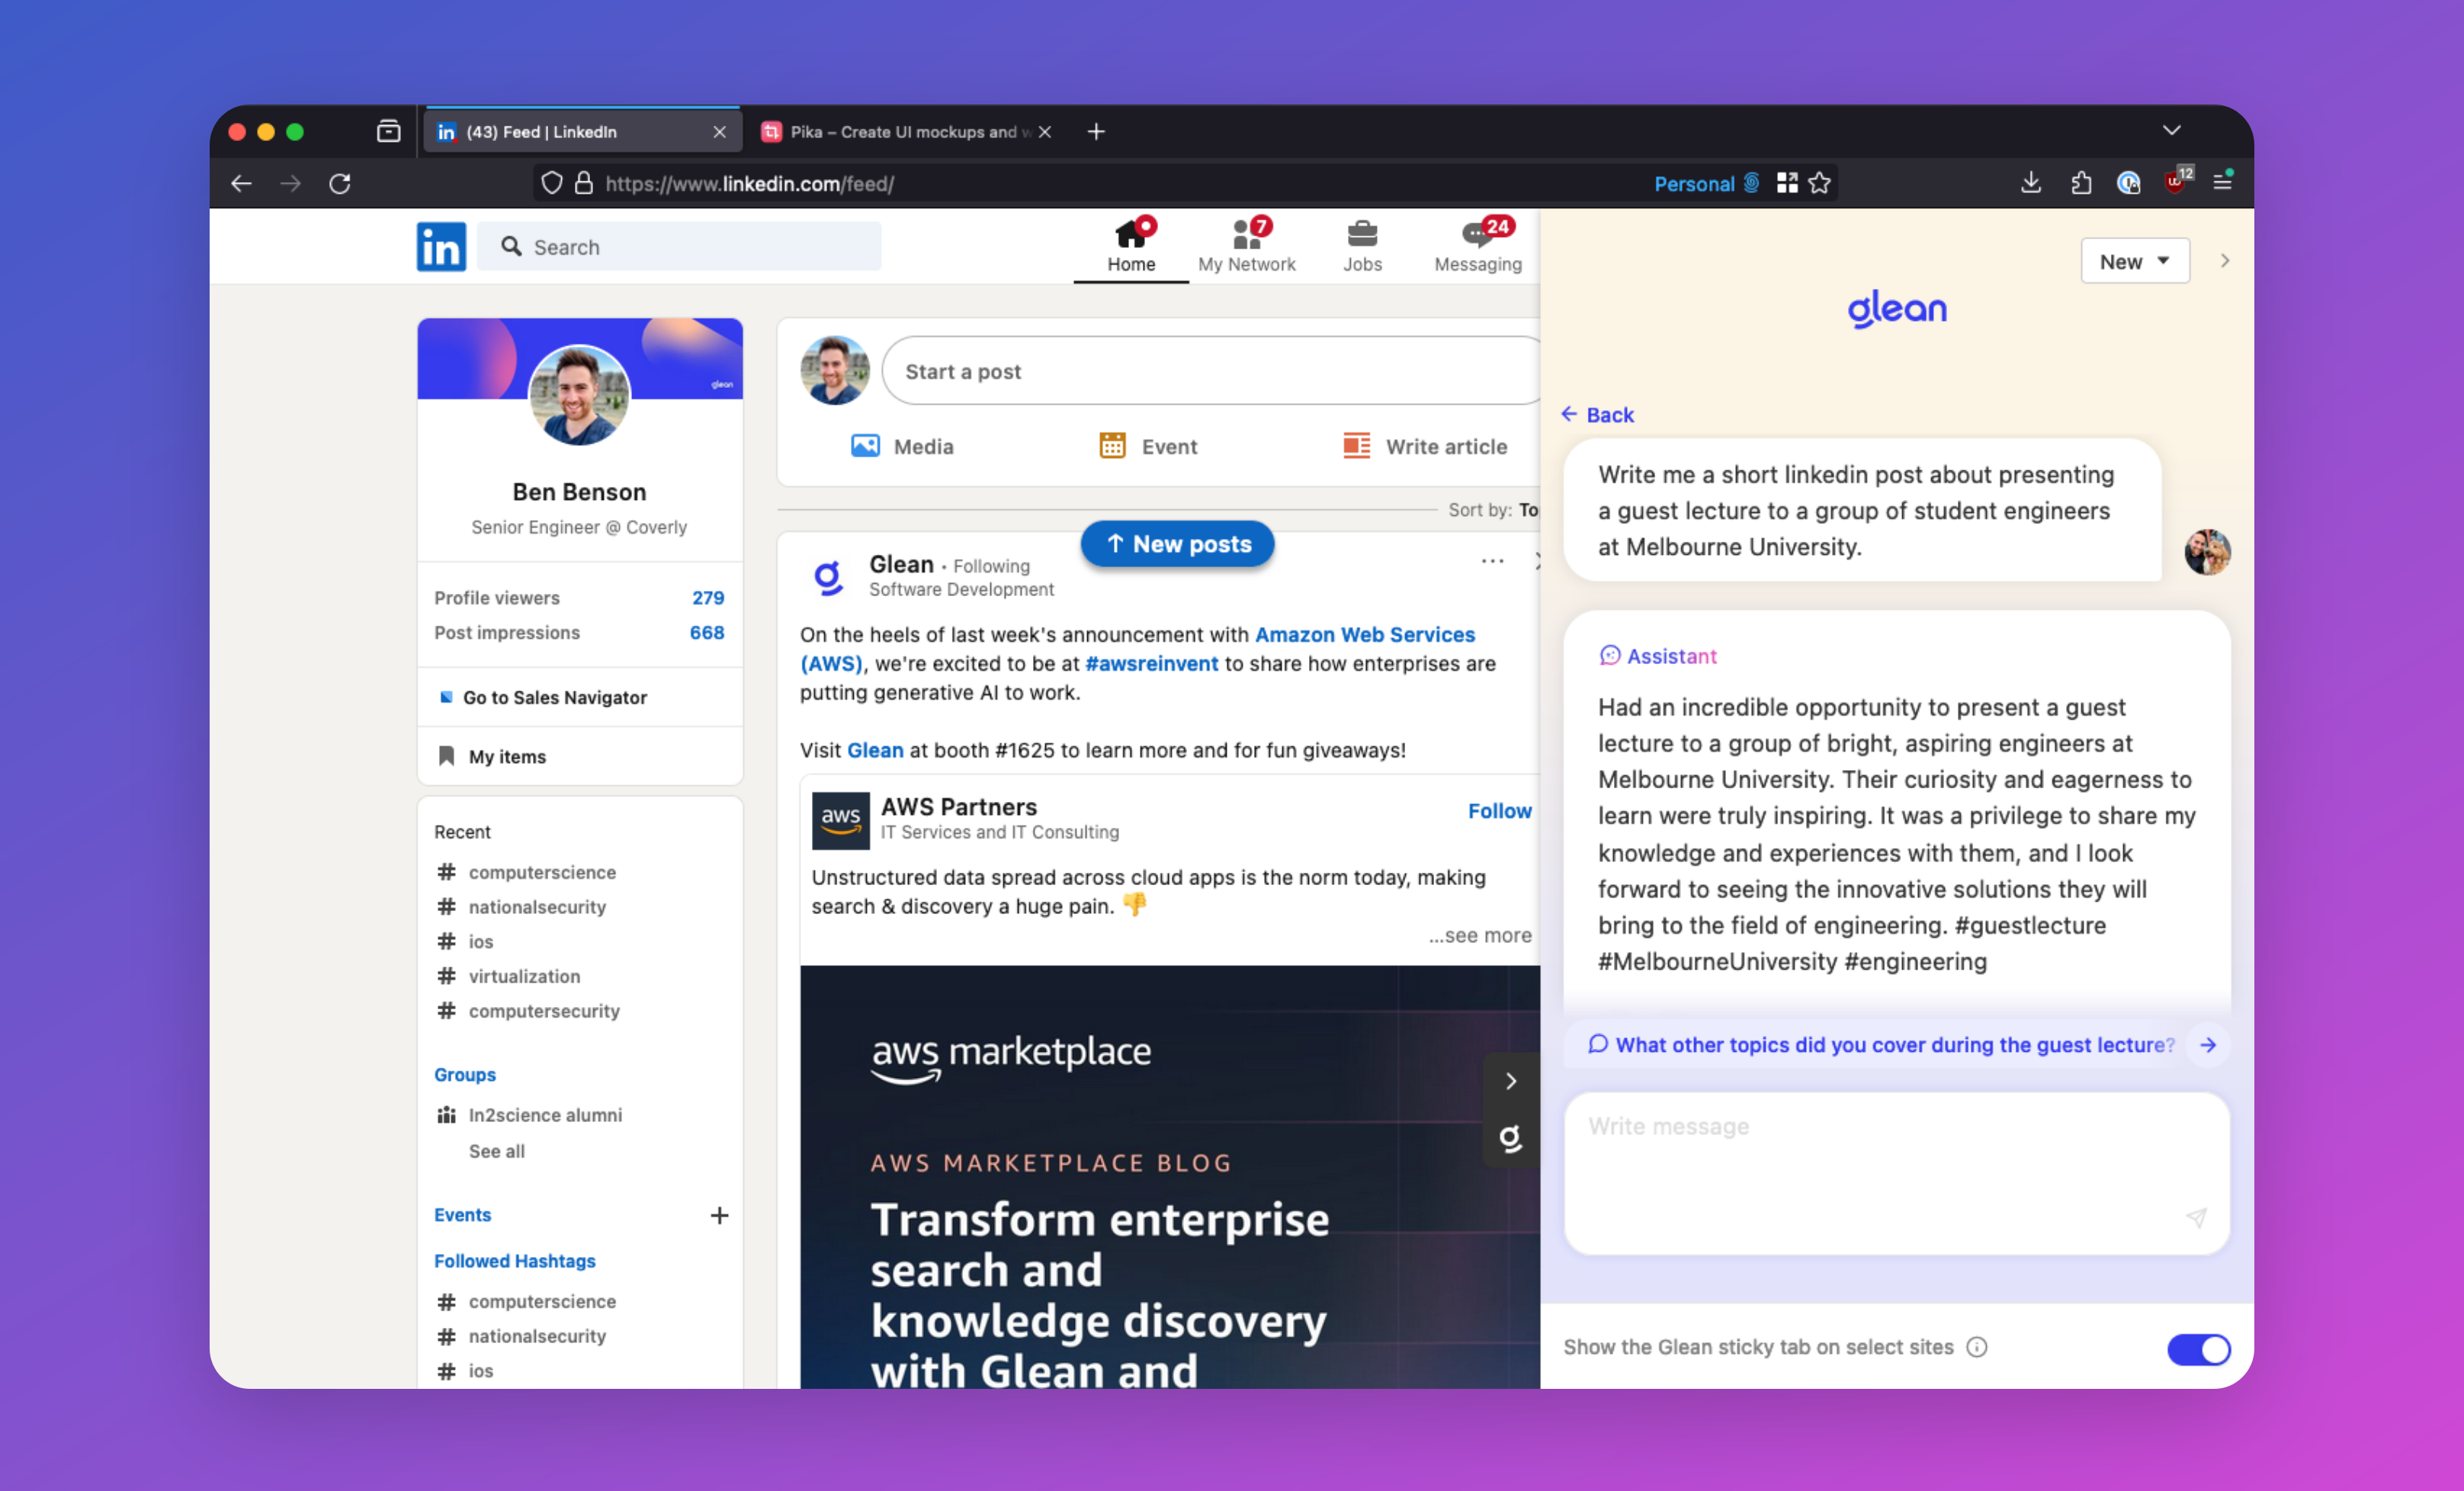 (43) Feed | LinkedIn
Pika – Create UI mockups and w
https://www.linkedin.com/feed/
Personal
12
in
Search
Home
7
My Network
Jobs
24
Messaging
glean
Ben Benson
Senior Engineer @ Coverly
Profile viewers 279
Post impressions 668
Go to Sales Navigator
My items
Recent
# computerscience
# nationalsecurity
# ios
# virtualization
# computersecurity
Groups
In2science alumni
See all
Events +
Followed Hashtags
# computerscience
# nationalsecurity
# ios
Start a post
Media
Event
Write article
Sort by: To
↑ New posts
Glean • Following
Software Development
On the heels of last week's announcement with Amazon Web Services
(AWS), we're excited to be at #awsreinvent to share how enterprises are
putting generative AI to work.
Visit Glean at booth #1625 to learn more and for fun giveaways!
aws
AWS Partners
IT Services and IT Consulting
Follow
Unstructured data spread across cloud apps is the norm today, making
search & discovery a huge pain. 👎
...see more
aws marketplace
AWS MARKETPLACE BLOG
Transform enterprise
search and
knowledge discovery
with Glean and
New
glean
← Back
Write me a short linkedin post about presenting
a guest lecture to a group of student engineers
at Melbourne University.
Assistant
Had an incredible opportunity to present a guest
lecture to a group of bright, aspiring engineers at
Melbourne University. Their curiosity and eagerness to
learn were truly inspiring. It was a privilege to share my
knowledge and experiences with them, and I look
forward to seeing the innovative solutions they will
bring to the field of engineering. #guestlecture
#MelbourneUniversity #engineering
What other topics did you cover during the guest lecture?
Write message
Show the Glean sticky tab on select sites